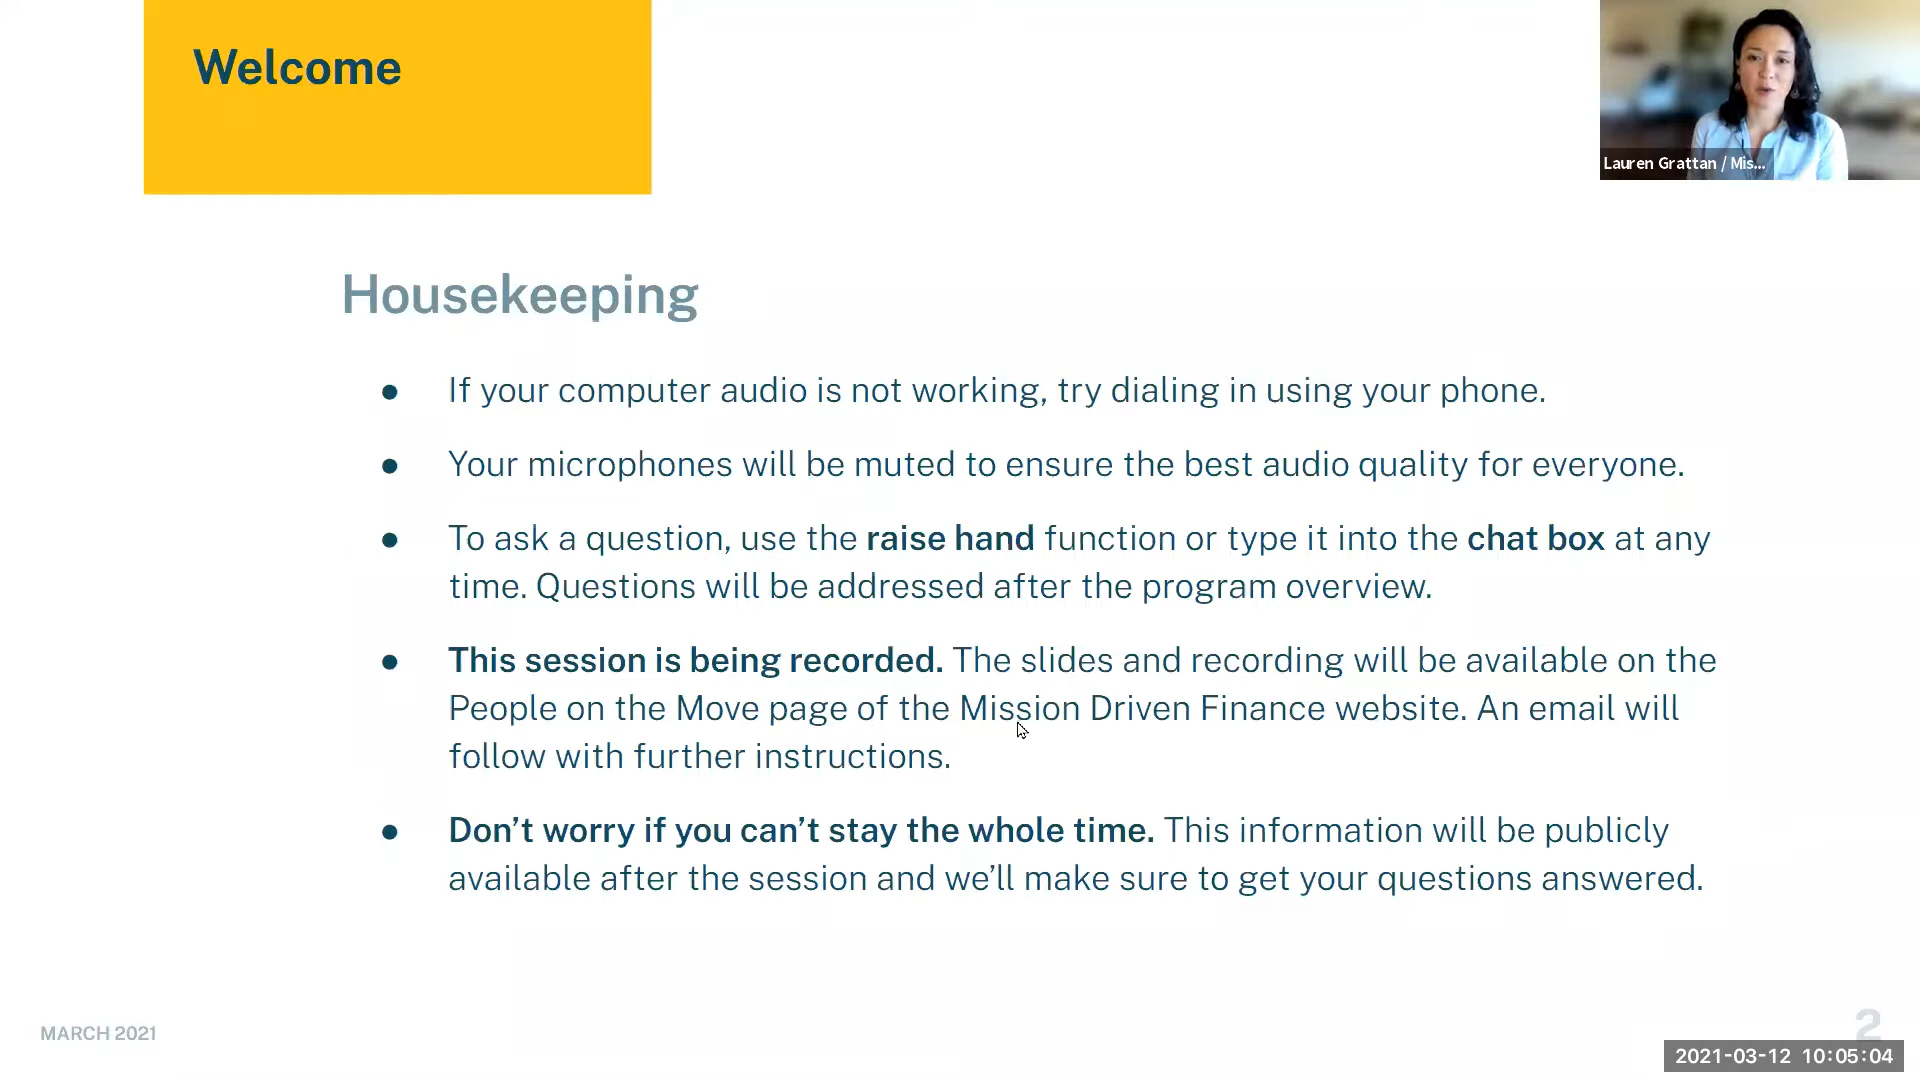 Welcome
Lauren Grattan / Mis...
Housekeeping
● If your computer audio is not working, try dialing in using your phone.
● Your microphones will be muted to ensure the best audio quality for everyone.
● To ask a question, use the raise hand function or type it into the chat box at any
time. Questions will be addressed after the program overview.
● This session is being recorded. The slides and recording will be available on the
People on the Move page of the Mission Driven Finance website. An email will
follow with further instructions.
● Don’t worry if you can’t stay the whole time. This information will be publicly
available after the session and we’ll make sure to get your questions answered.
MARCH 2021
2
2021-03-12 10:05:04